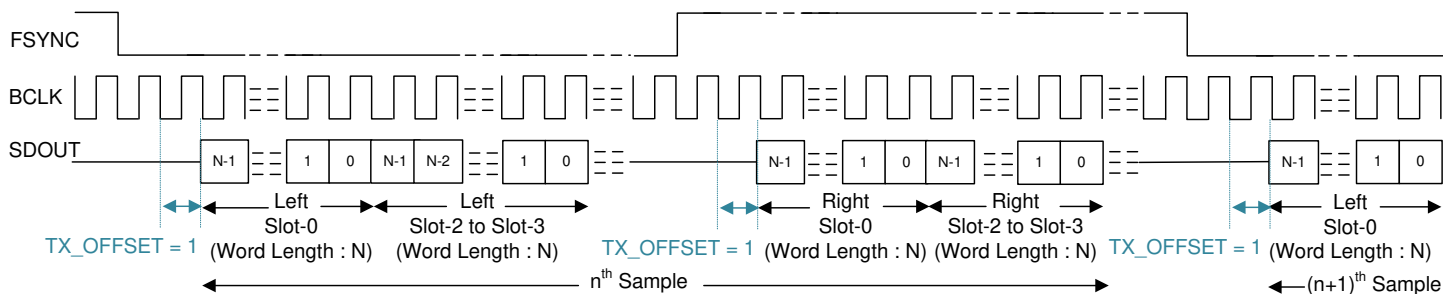 FSYNC
BCLK
SDOUT
N-1 1 0 N-1 N-2 1 0 N-1 1 0 N-1 1 0 N-1 1 0
Left Left Right Right Left
Slot-0 Slot-2 to Slot-3 Slot-0 Slot-2 to Slot-3 Slot-0
TX_OFFSET = 1 (Word Length : N) (Word Length : N) TX_OFFSET = 1 (Word Length : N) (Word Length : N) TX_OFFSET = 1 (Word Length : N)
nth Sample (n+1)th Sample